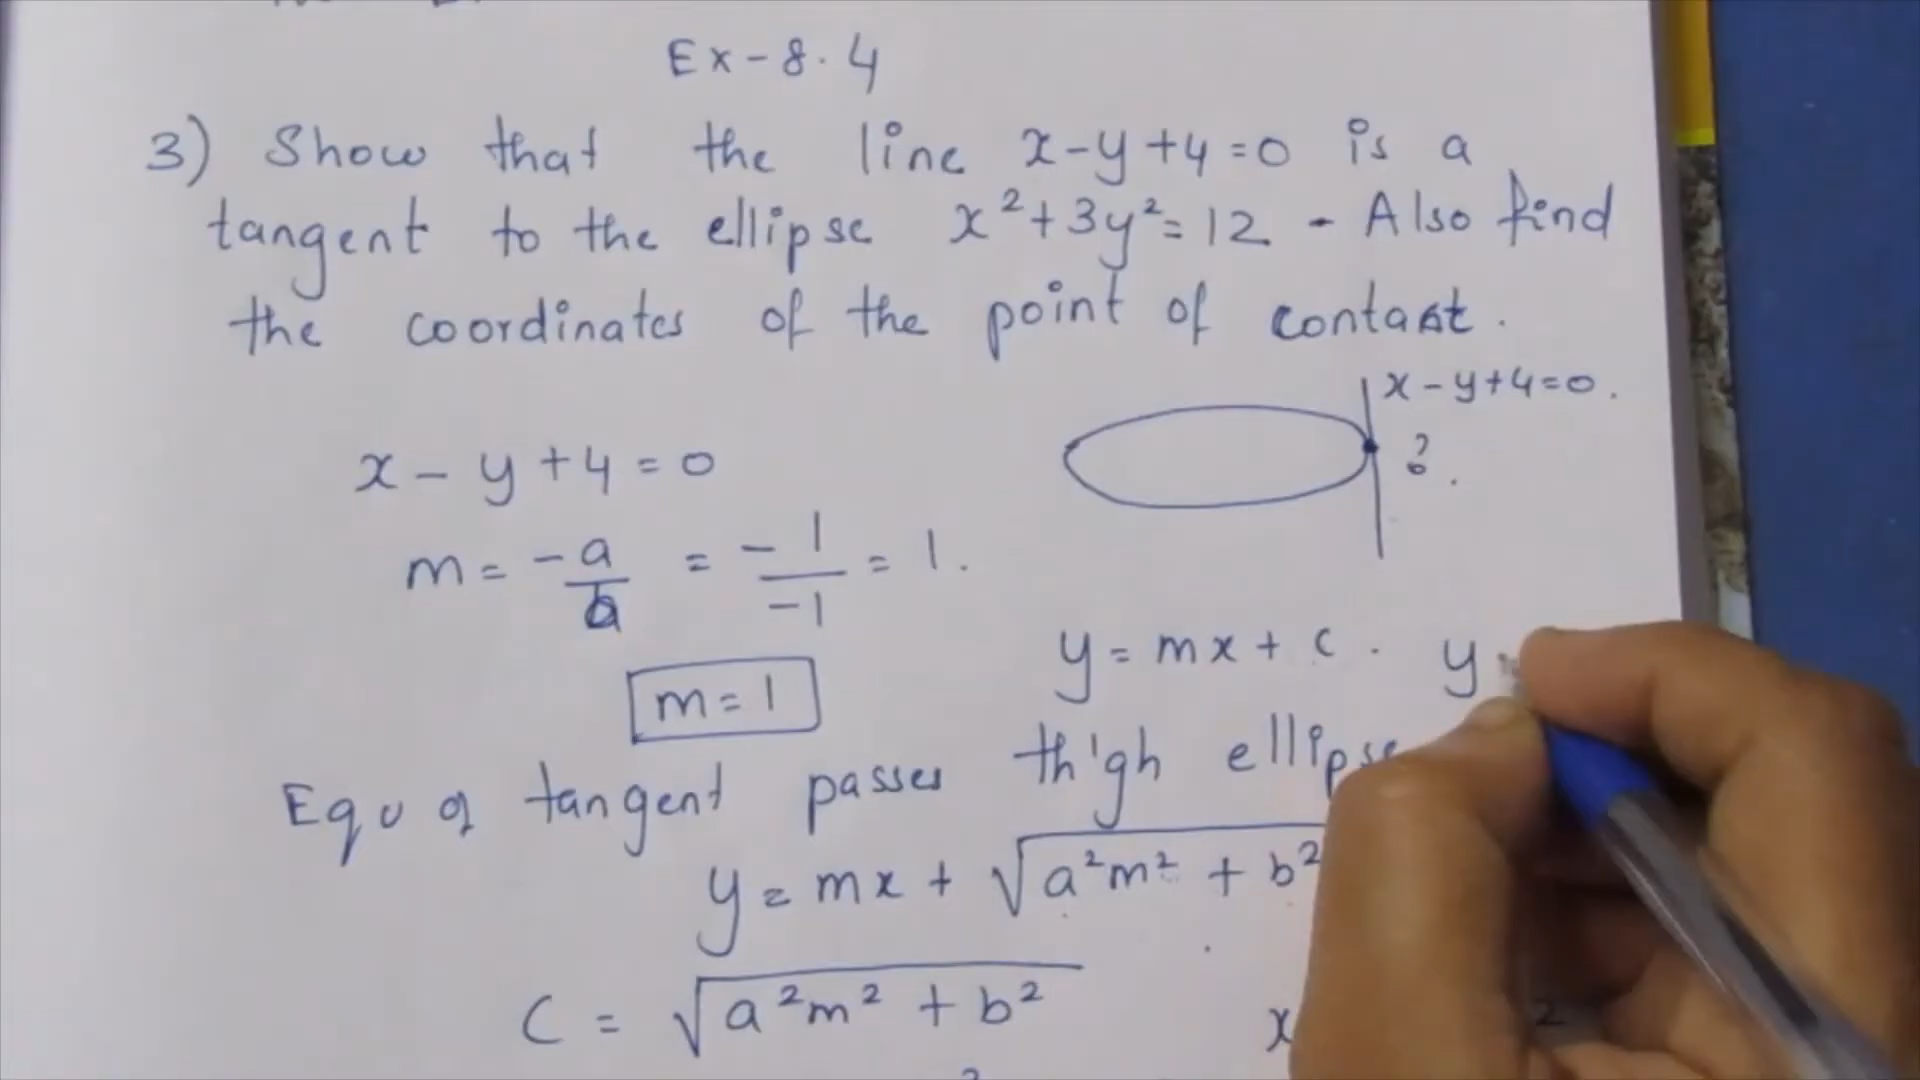 Ex-8.4
3) Show that the line x-y+4=0 is a
tangent to the ellipse x²+3y²=12 - Also find
the coordinates of the point of contact.
x-y+4=0.
?.
x - y + 4 = 0
m = -a/b = -1/-1 = 1.
m = 1
y = mx + c. y
Equ of tangent passes th'gh ellipse
y = mx + √a²m² + b²
C = √a²m² + b²
x 2
2